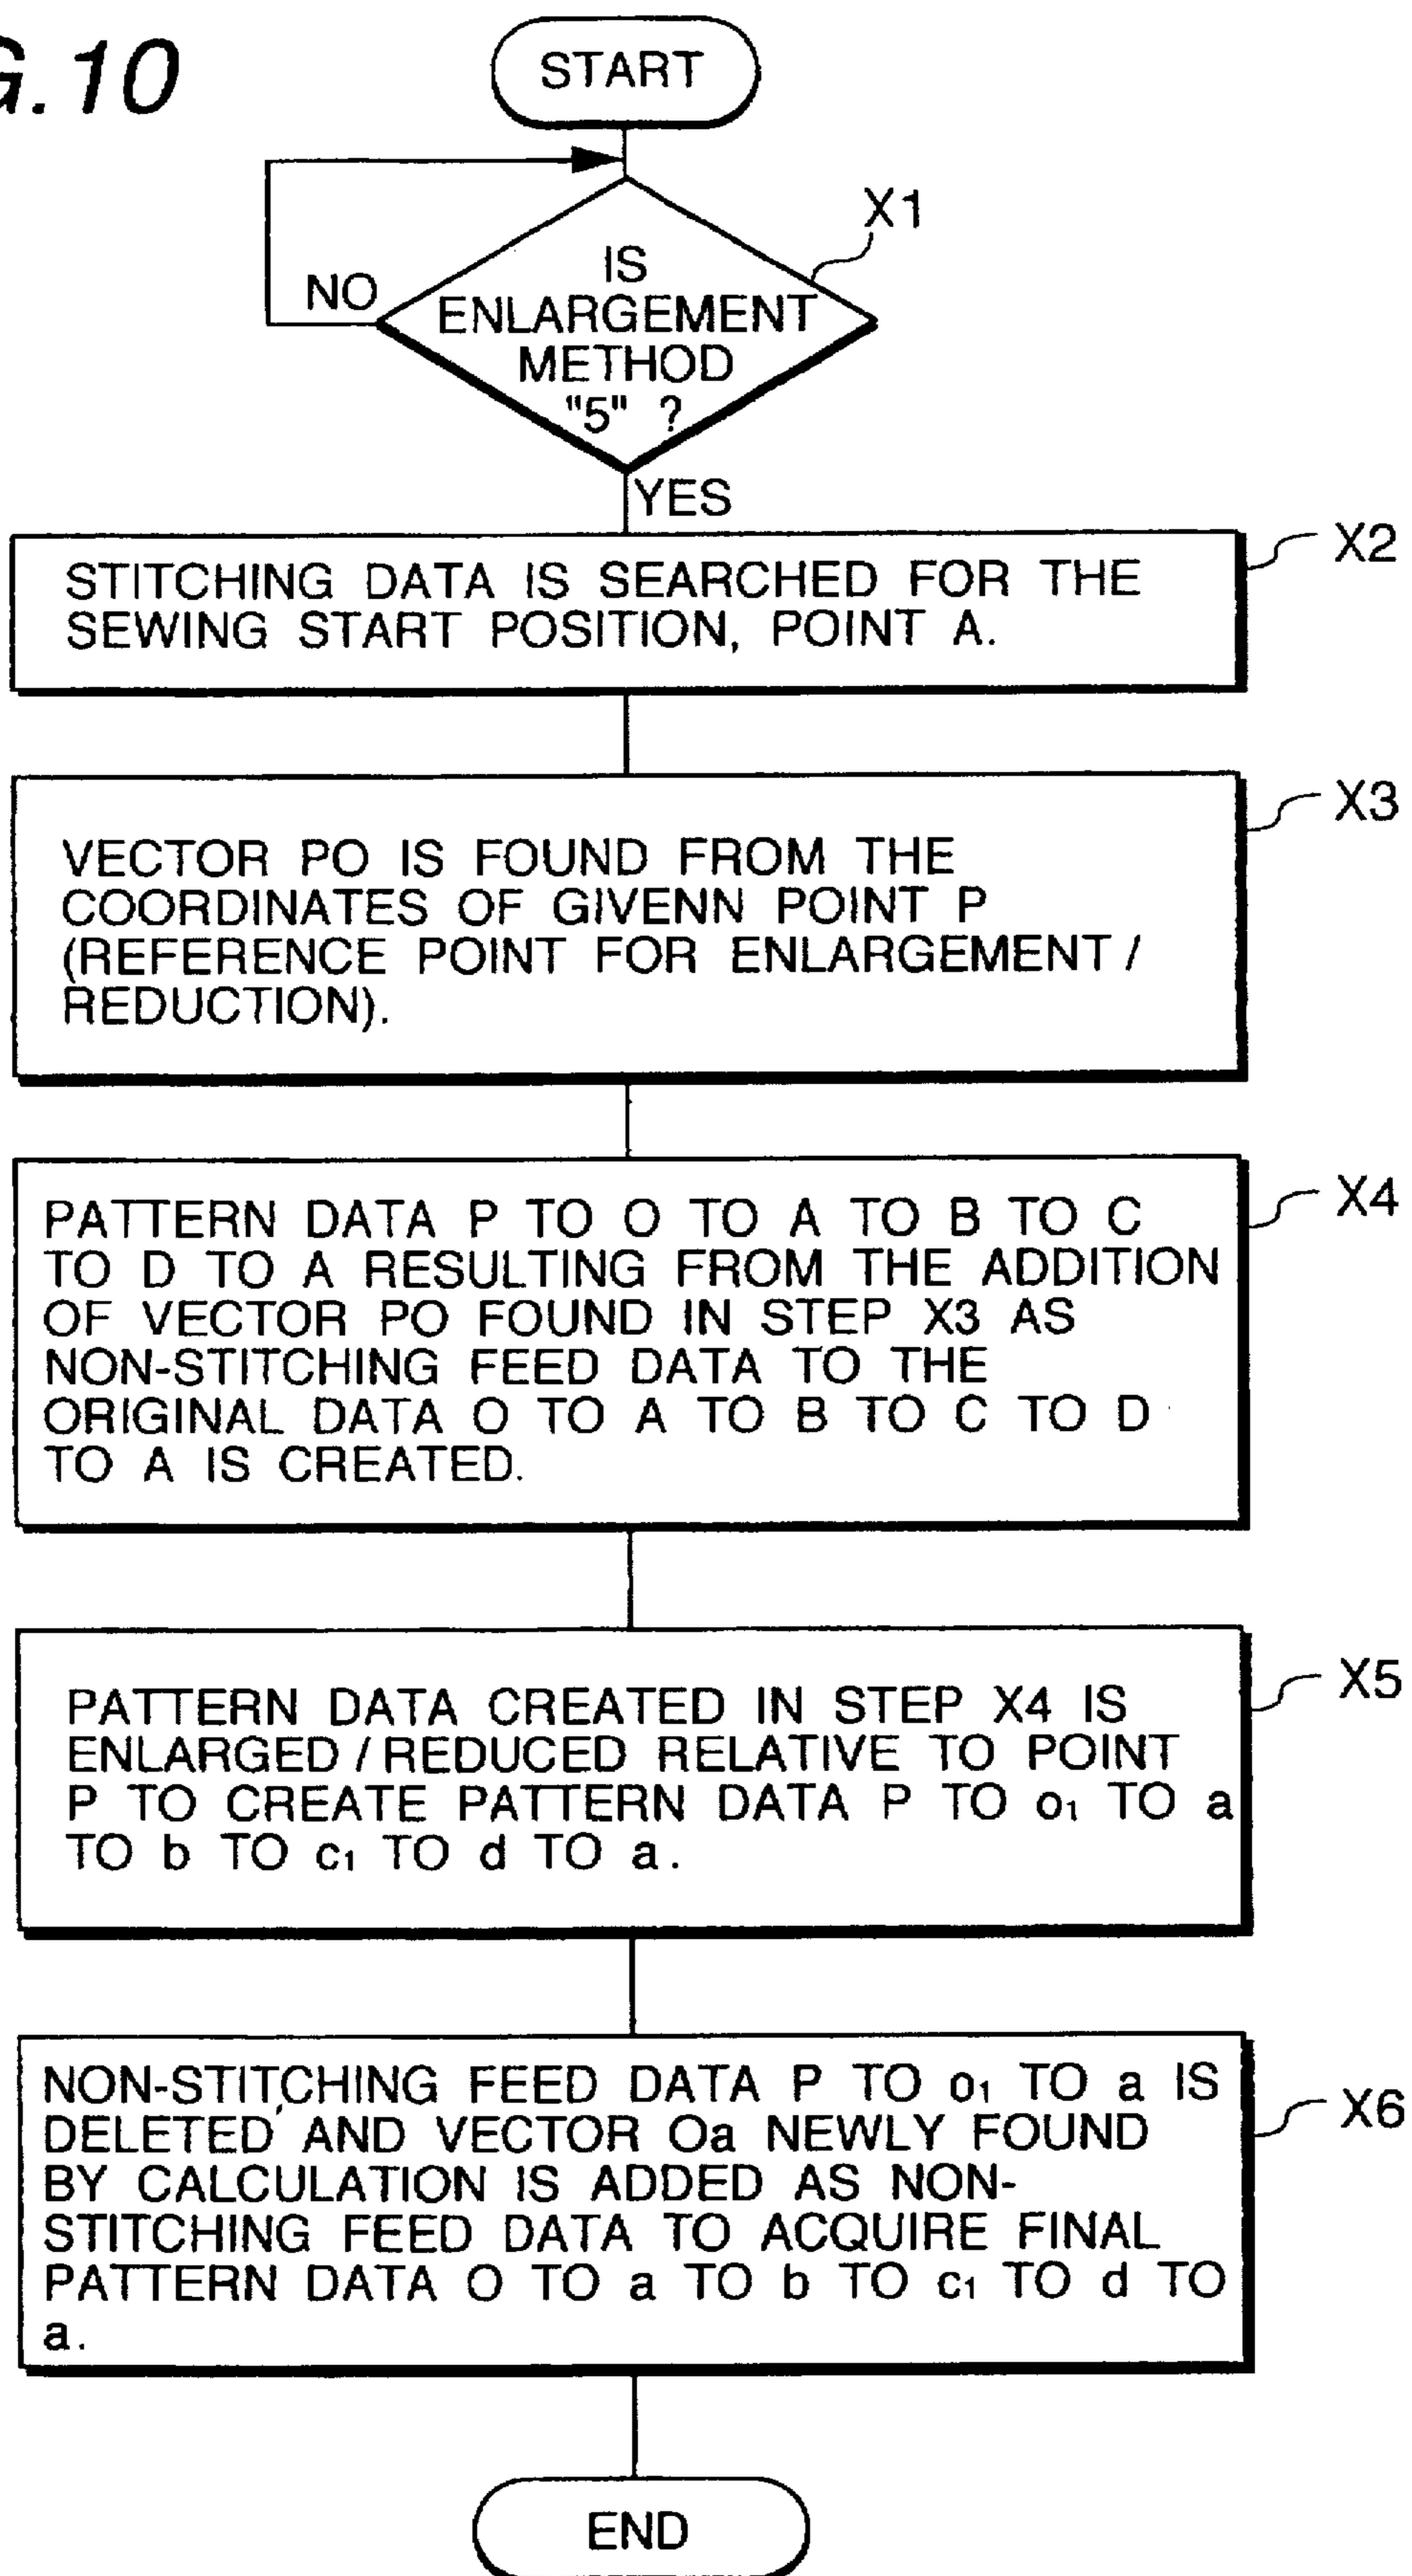 G.10
START
X1
IS
NO
ENLARGEMENT
METHOD
"5" ?
YES
X2
STITCHING DATA IS SEARCHED FOR THE
SEWING START POSITION, POINT A.
X3
VECTOR PO IS FOUND FROM THE
COORDINATES OF GIVENN POINT P
(REFERENCE POINT FOR ENLARGEMENT/
REDUCTION).
X4
PATTERN DATA P TO O TO A TO B TO C
TO D TO A RESULTING FROM THE ADDITION
OF VECTOR PO FOUND IN STEP X3 AS
NON-STITCHING FEED DATA TO THE
ORIGINAL DATA O TO A TO B TO C TO D
TO A IS CREATED.
X5
PATTERN DATA CREATED IN STEP X4 IS
ENLARGED/REDUCED RELATIVE TO POINT
P TO CREATE PATTERN DATA P TO o₁ TO a
TO b TO c₁ TO d TO a.
X6
NON-STITCHING FEED DATA P TO o₁ TO a IS
DELETED AND VECTOR Oa NEWLY FOUND
BY CALCULATION IS ADDED AS NON-
STITCHING FEED DATA TO ACQUIRE FINAL
PATTERN DATA O TO a TO b TO c₁ TO d TO
a.
END